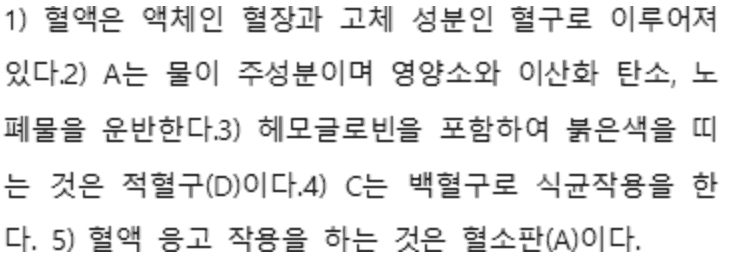 1) 혈액은 액체인 혈장과 고체 성분인 혈구로 이루어져
있다.2) A는 물이 주성분이며 영양소와 이산화 탄소, 노
폐물을 운반한다.3) 헤모글로빈을 포함하여 붉은색을 띠
는 것은 적혈구(D)이다.4) C는 백혈구로 식균작용을 한
다. 5) 혈액 응고 작용을 하는 것은 혈소판(A)이다.